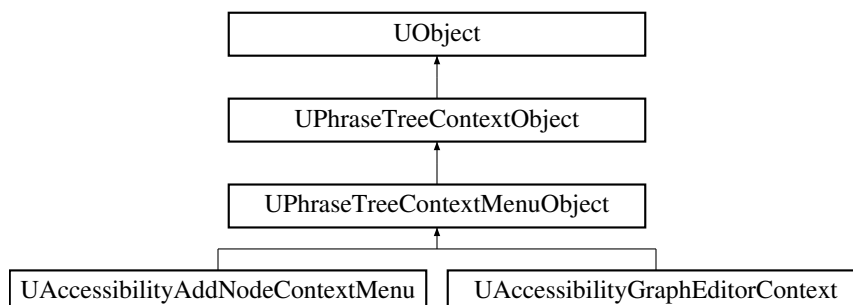 UObject
UPhraseTreeContextObject
UPhraseTreeContextMenuObject
UAccessibilityAddNodeContextMenu
UAccessibilityGraphEditorContext